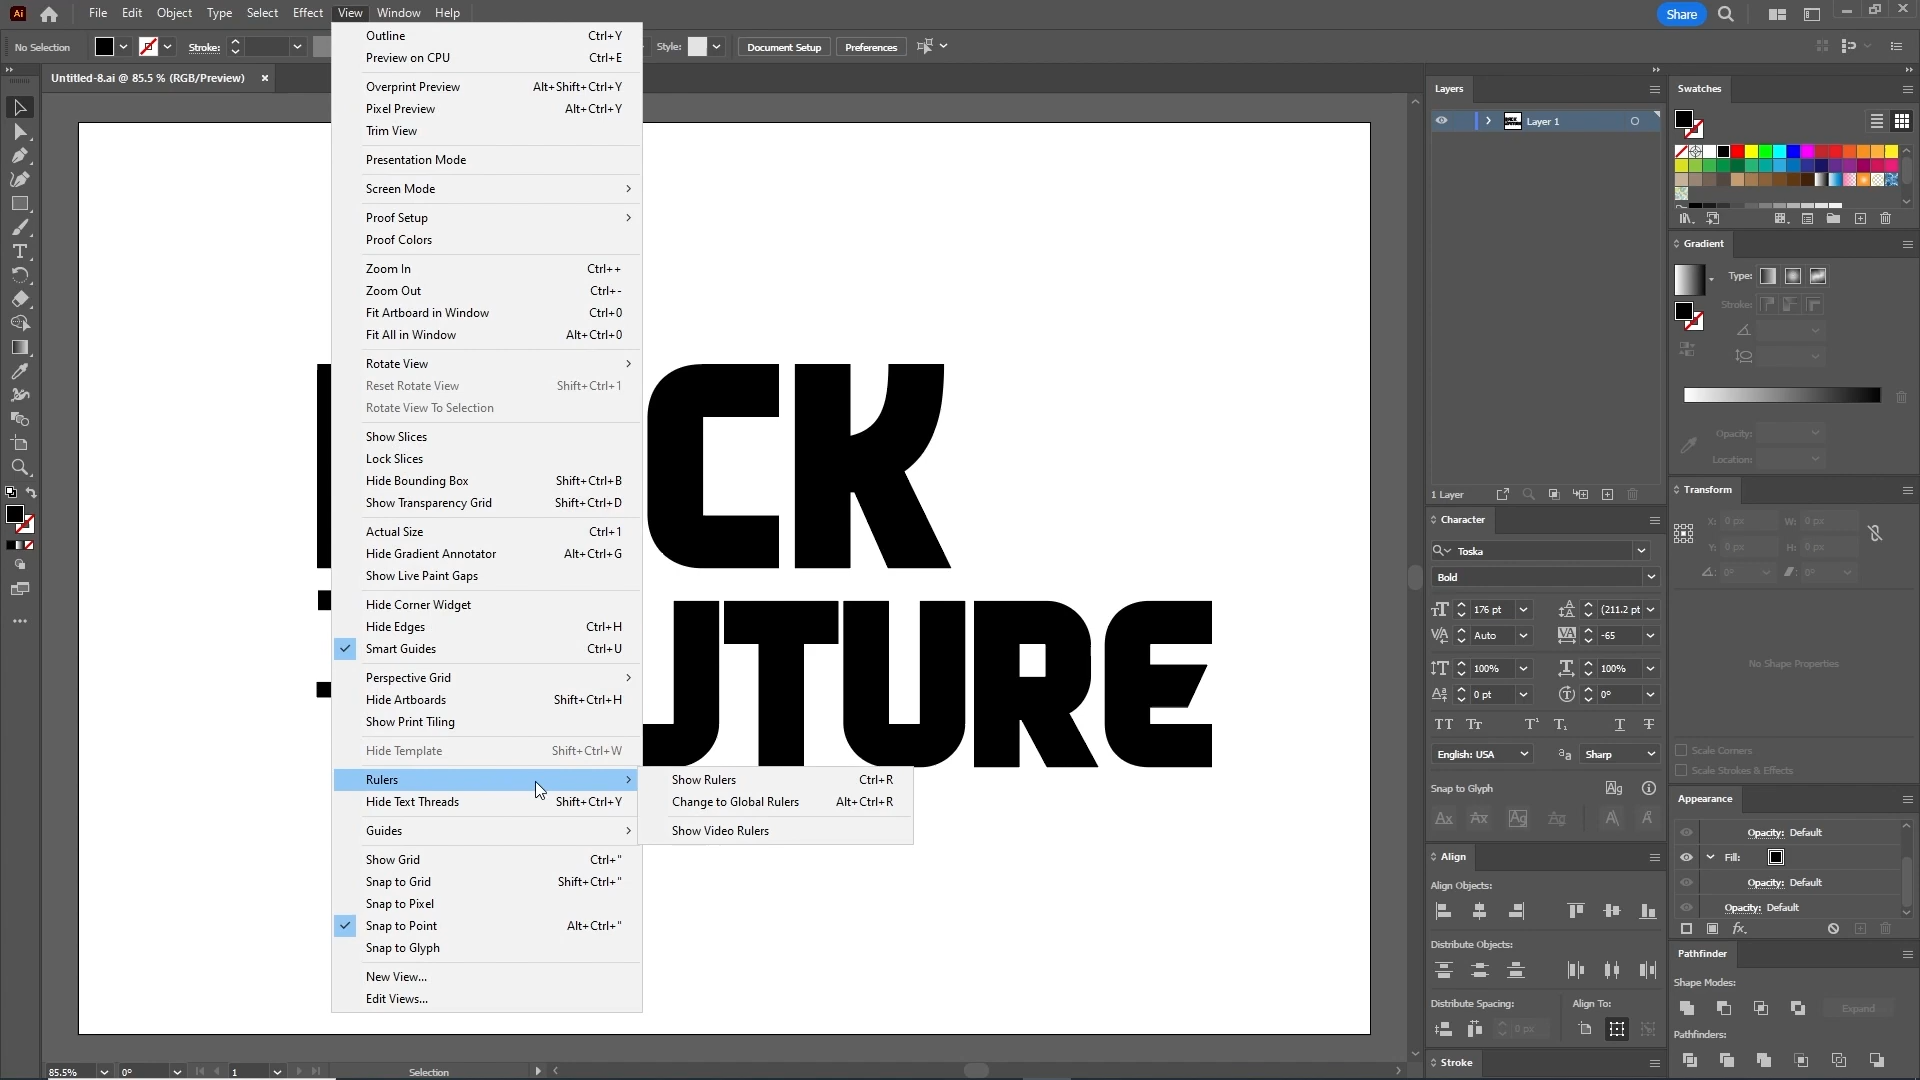 Ai File Edit Object Type Select Effect View Window Help Share
No Selection Stroke: Style: Document Setup Preferences
Untitled-8.ai @ 85.5 % (RGB/Preview) ×
Outline Ctrl+Y
Preview on CPU Ctrl+E
Overprint Preview Alt+Shift+Ctrl+Y
Pixel Preview Alt+Ctrl+Y
Trim View
Presentation Mode
Screen Mode
Proof Setup
Proof Colors
Zoom In Ctrl++
Zoom Out Ctrl+-
Fit Artboard in Window Ctrl+0
Fit All in Window Alt+Ctrl+0
Rotate View
Reset Rotate View Shift+Ctrl+1
Rotate View To Selection
Show Slices
Lock Slices
Hide Bounding Box Shift+Ctrl+B
Show Transparency Grid Shift+Ctrl+D
Actual Size Ctrl+1
Hide Gradient Annotator Alt+Ctrl+G
Show Live Paint Gaps
Hide Corner Widget
Hide Edges Ctrl+H
Smart Guides Ctrl+U
Perspective Grid
Hide Artboards Shift+Ctrl+H
Show Print Tiling
Hide Template Shift+Ctrl+W
Rulers
Hide Text Threads Shift+Ctrl+Y
Guides
Show Grid Ctrl+"
Snap to Grid Shift+Ctrl+"
Snap to Pixel
Snap to Point Alt+Ctrl+"
Snap to Glyph
New View...
Edit Views...
Show Rulers Ctrl+R
Change to Global Rulers Alt+Ctrl+R
Show Video Rulers
CK
UTURE
85.5% 0° 1 Selection
Layers
Layer 1
1 Layer
Character
Toska
Bold
176 pt (211.2 pt
Auto -65
100% 100%
0 pt 0°
English: USA Sharp
Snap to Glyph
Align
Align Objects:
Distribute Objects:
Distribute Spacing: Align To:
0 px
Stroke
Swatches
Gradient
Type:
Stroke:
Opacity:
Location:
Transform
X: 0 px W: 0 px
Y: 0 px H: 0 px
0° 0°
No Shape Properties
Scale Corners
Scale Strokes & Effects
Appearance
Opacity: Default
Fill:
Opacity: Default
Opacity: Default
Pathfinder
Shape Modes:
Expand
Pathfinders: